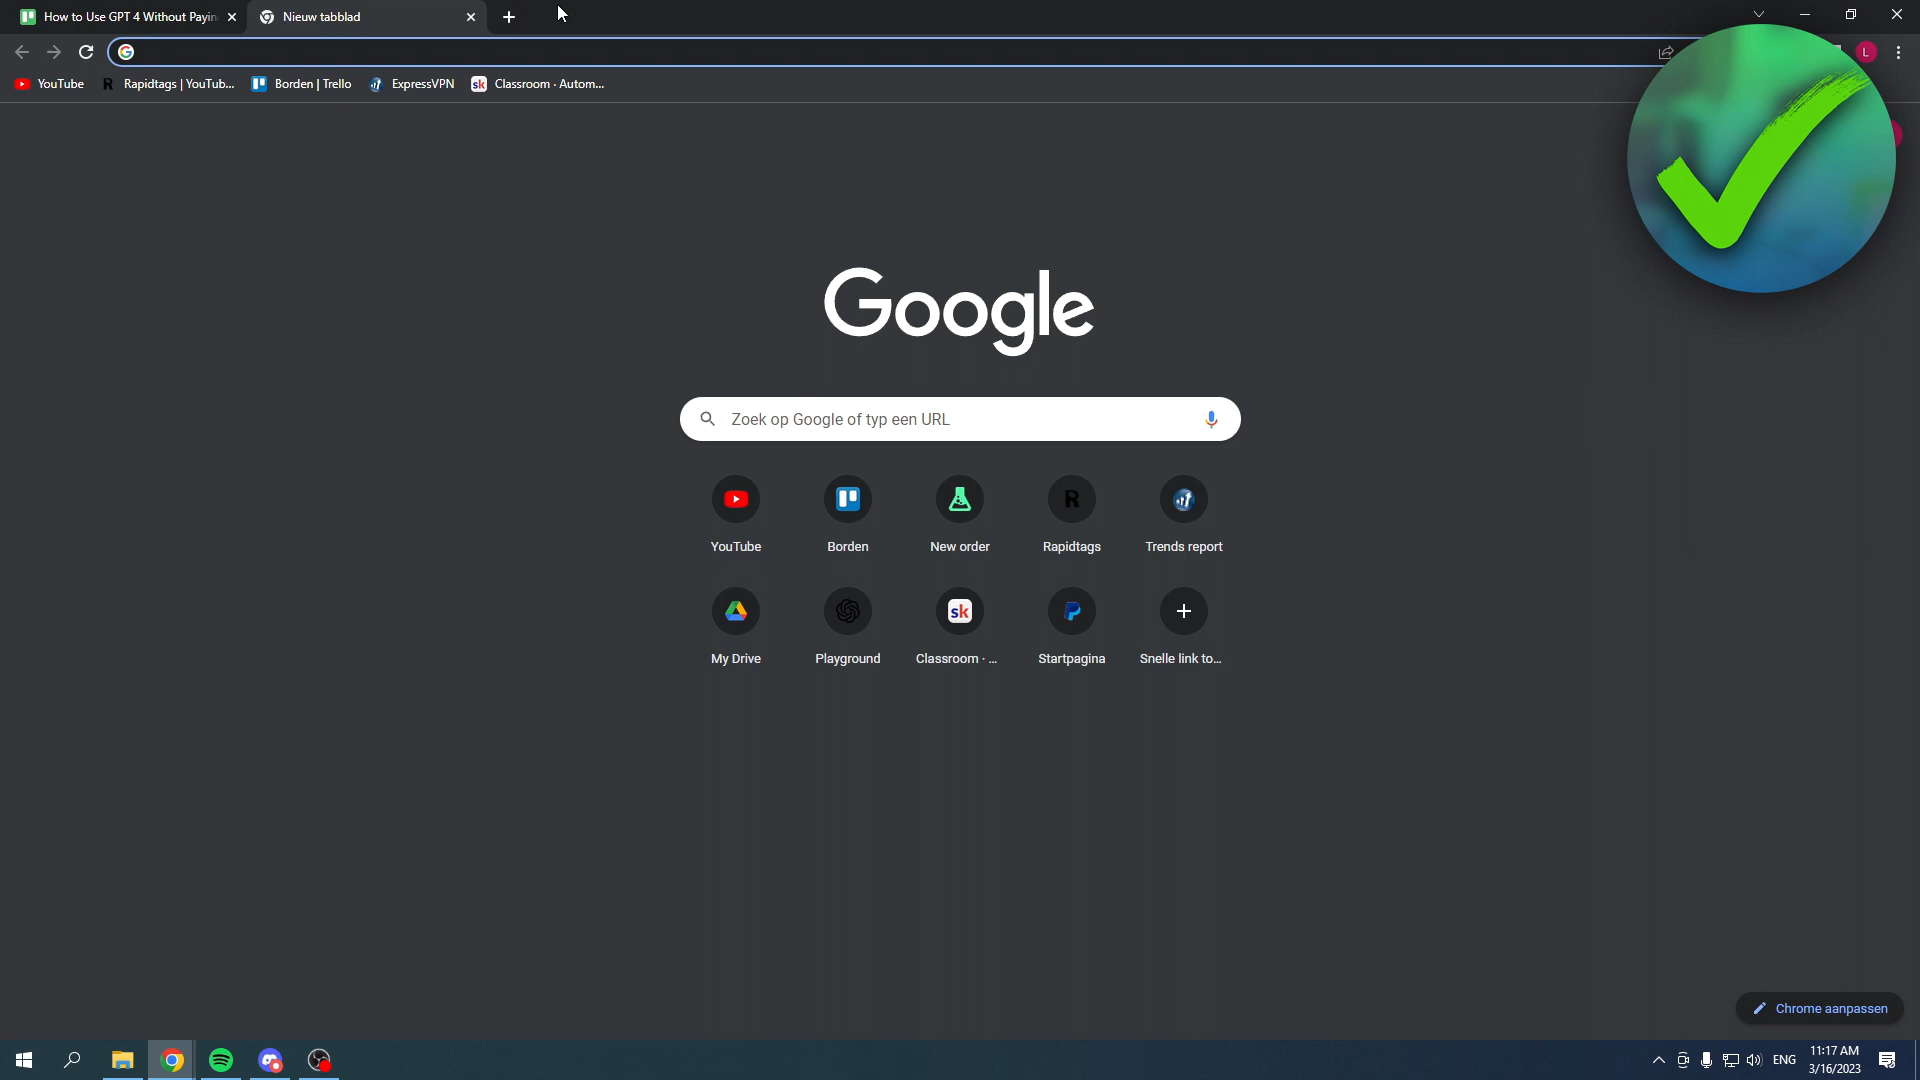 How to Use GPT 4 Without Payin
Nieuw tabblad
L
YouTube
Rapidtags | YouTub...
Borden | Trello
ExpressVPN
sk
Classroom · Autom...
Google
Zoek op Google of typ een URL
R
YouTube
Borden
New order
Rapidtags
Trends report
sk
My Drive
Playground
Classroom · ...
Startpagina
Snelle link to...
Chrome aanpassen
ENG
11:17 AM
3/16/2023